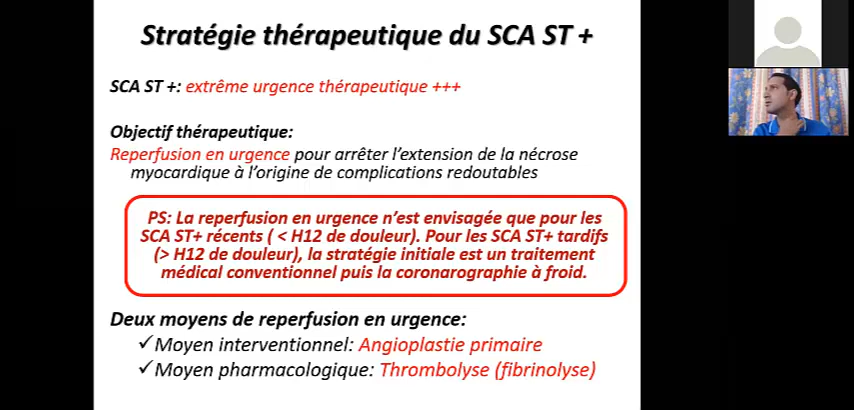 Stratégie thérapeutique du SCA ST +
SCA ST +: extrême urgence thérapeutique +++
Objectif thérapeutique:
Reperfusion en urgence pour arrêter l’extension de la nécrose
myocardique à l’origine de complications redoutables
PS: La reperfusion en urgence n’est envisagée que pour les
SCA ST+ récents ( < H12 de douleur). Pour les SCA ST+ tardifs
(> H12 de douleur), la stratégie initiale est un traitement
médical conventionnel puis la coronarographie à froid.
Deux moyens de reperfusion en urgence:
✓Moyen interventionnel: Angioplastie primaire
✓Moyen pharmacologique: Thrombolyse (fibrinolyse)